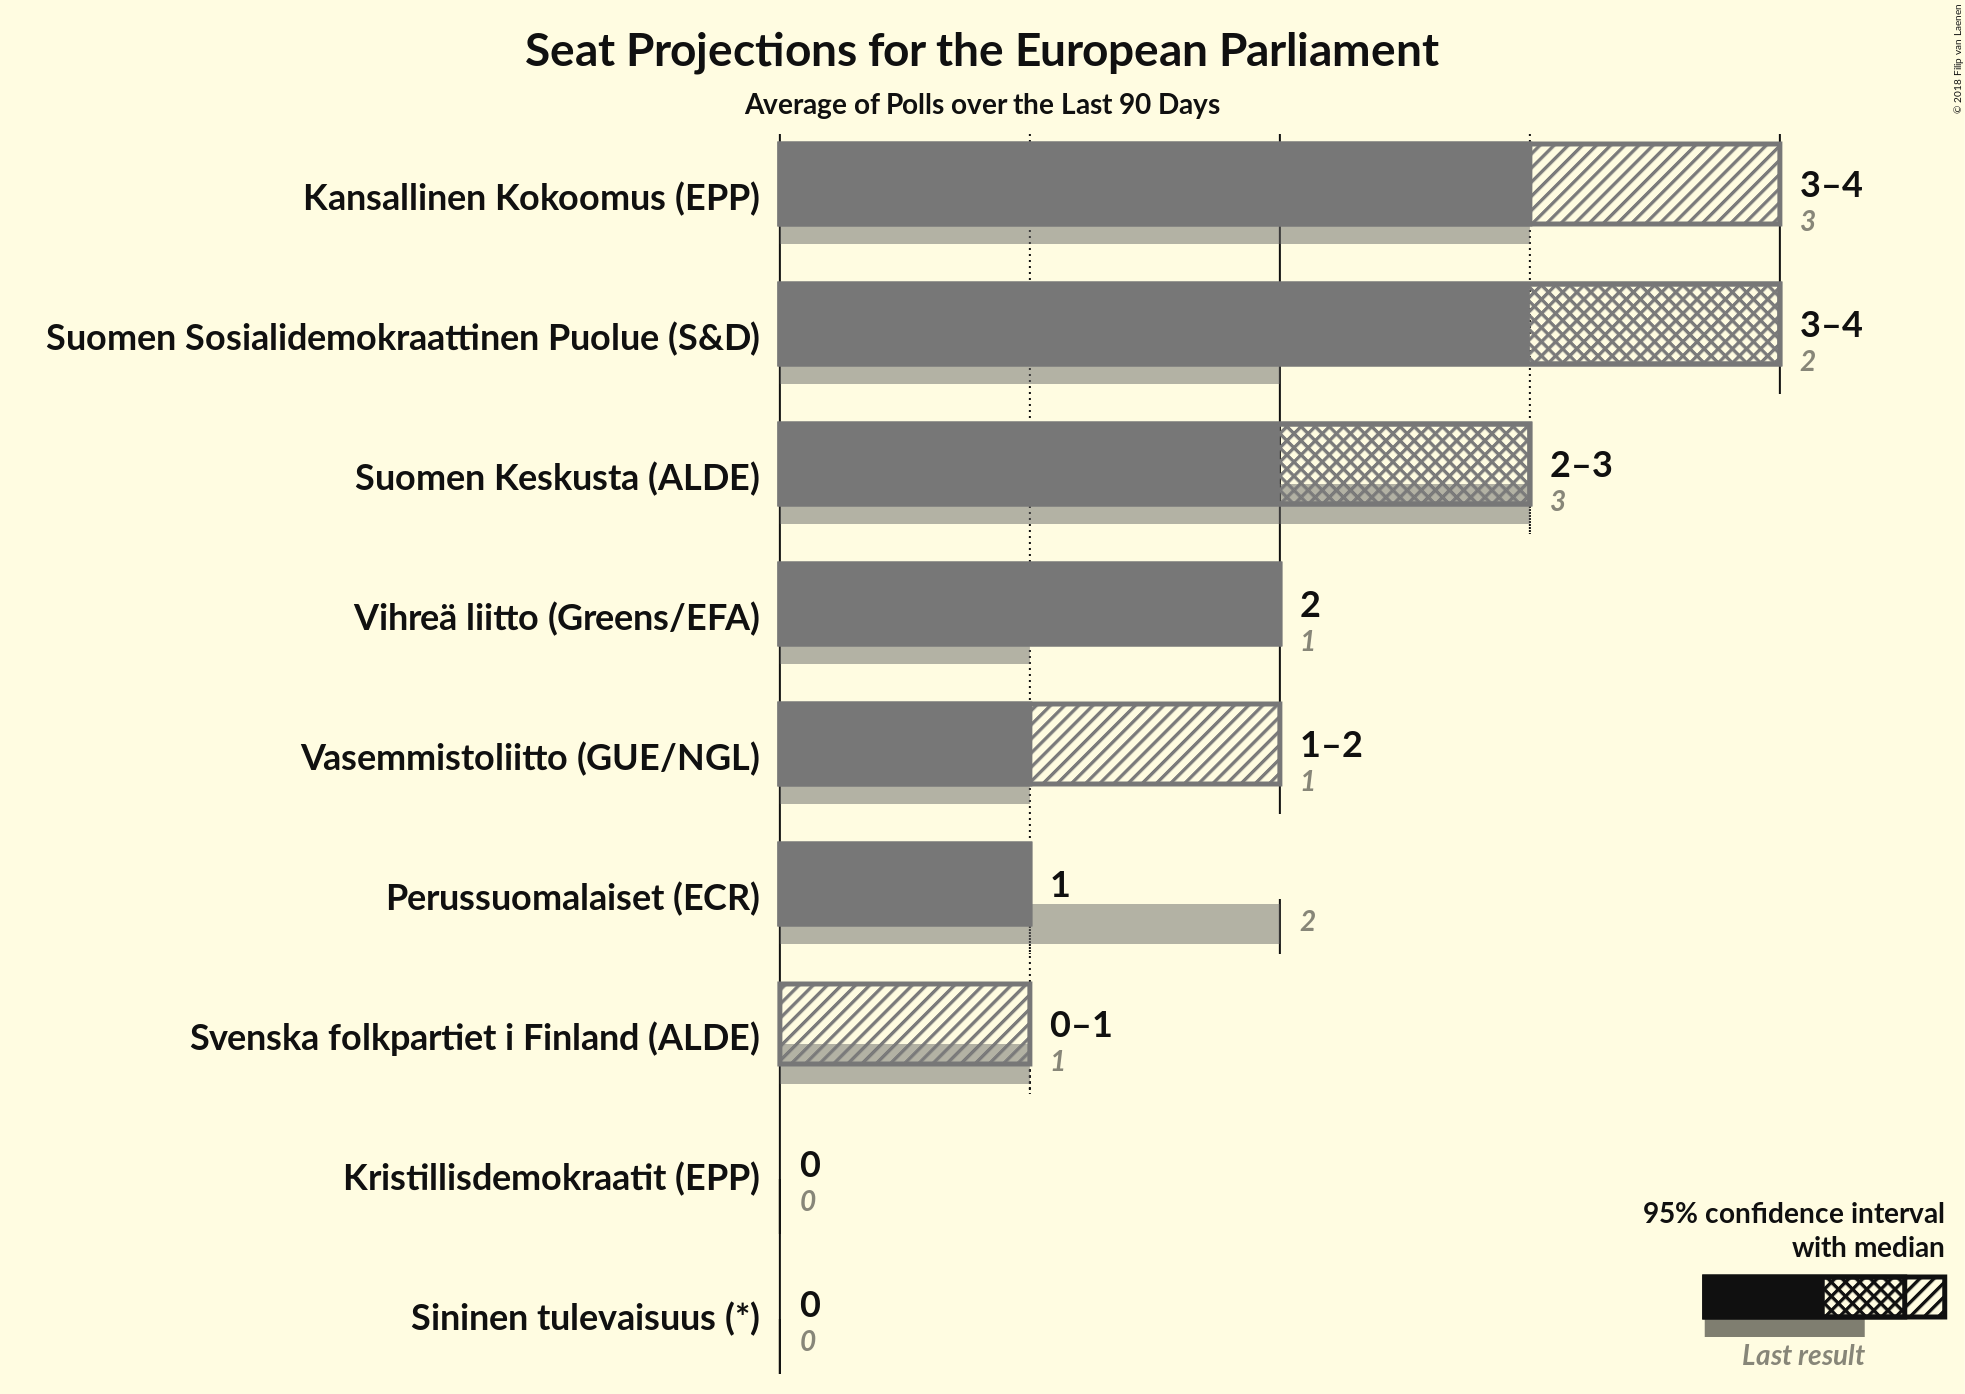 Seat Projections for the European Parliament
Average of Polls over the Last 90 Days
© 2018 Filip van Laenen
Kansallinen Kokoomus (EPP)
3–4
3
Suomen Sosialidemokraattinen Puolue (S&D)
3–4
2
Suomen Keskusta (ALDE)
2–3
3
Vihreä liitto (Greens/EFA)
2
1
Vasemmistoliitto (GUE/NGL)
1–2
1
Perussuomalaiset (ECR)
1
2
Svenska folkpartiet i Finland (ALDE)
0–1
1
Kristillisdemokraatit (EPP)
0
0
Sininen tulevaisuus (*)
0
0
95% confidence interval
with median
Last result